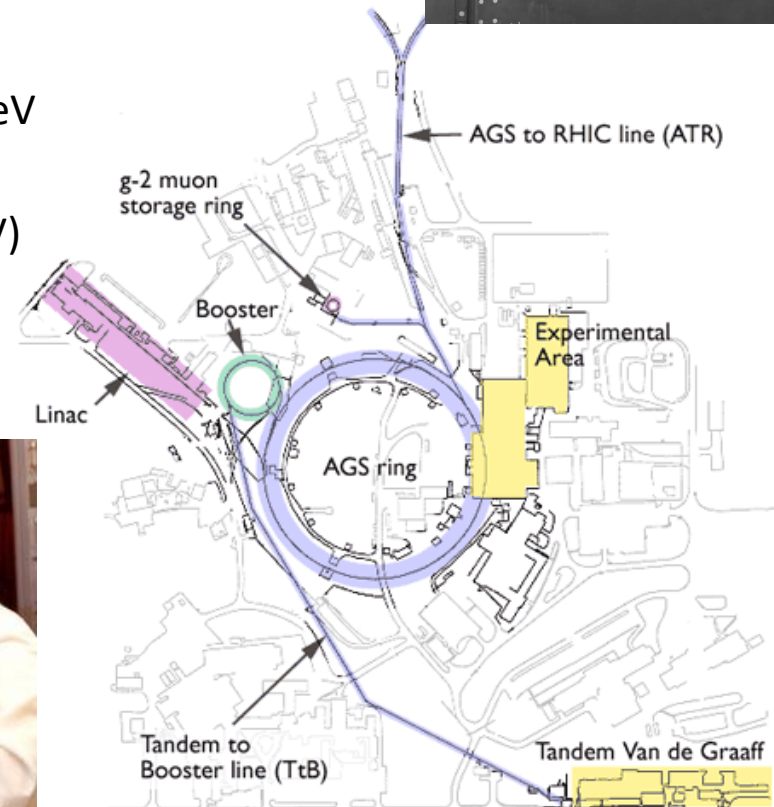 eV
V)
AGS to RHIC line (ATR)
g-2 muon
storage ring
Booster
Experimental
Area
Linac
AGS ring
Tandem to
Booster line (TtB)
Tandem Van de Graaff